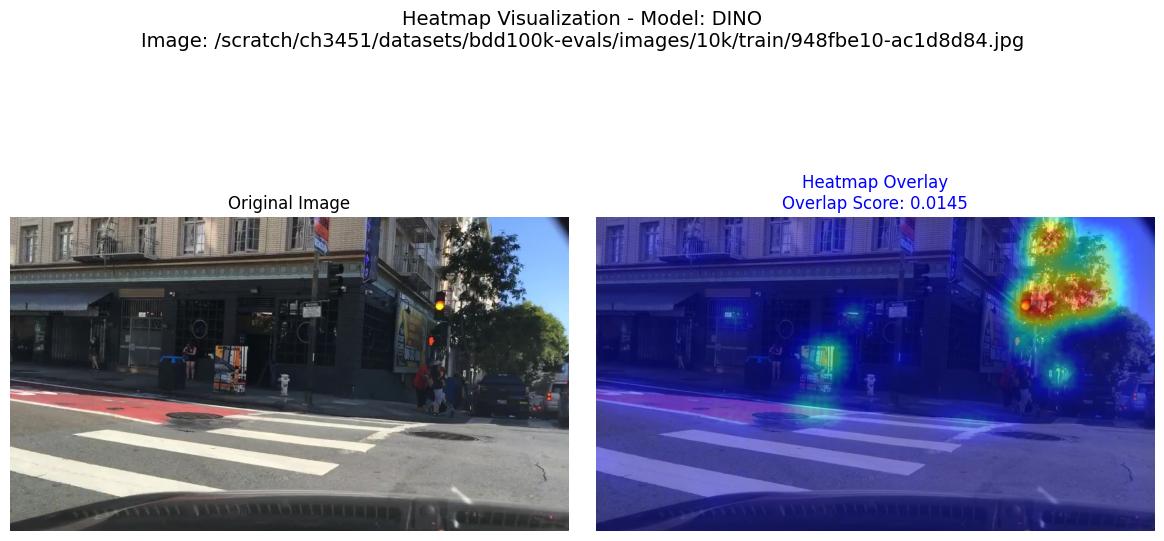 Heatmap Visualization - Model: DINO
Image: /scratch/ch3451/datasets/bdd100k-evals/images/10k/train/948fbe10-ac1d8d84.jpg
Original Image
Heatmap Overlay
Overlap Score: 0.0145